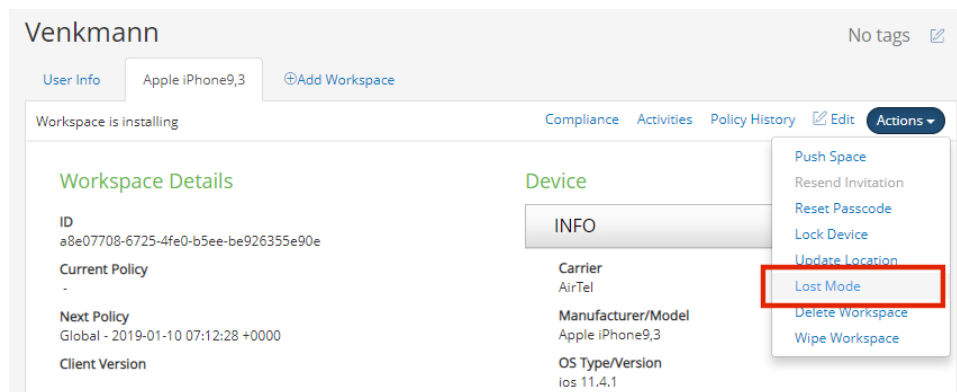 Venkmann
No tags
User Info
Apple iPhone9,3
Add Workspace
Workspace is installing
Compliance
Activities
Policy History
Edit
Actions
Push Space
Resend Invitation
Reset Passcode
Lock Device
Update Location
Lost Mode
Delete Workspace
Wipe Workspace
Workspace Details
ID
a8e07708-6725-4fe0-b5ee-be926355e90e
Current Policy
-
Next Policy
Global - 2019-01-10 07:12:28 +0000
Client Version
Device
INFO
Carrier
AirTel
Manufacturer/Model
Apple iPhone9,3
OS Type/Version
ios 11.4.1